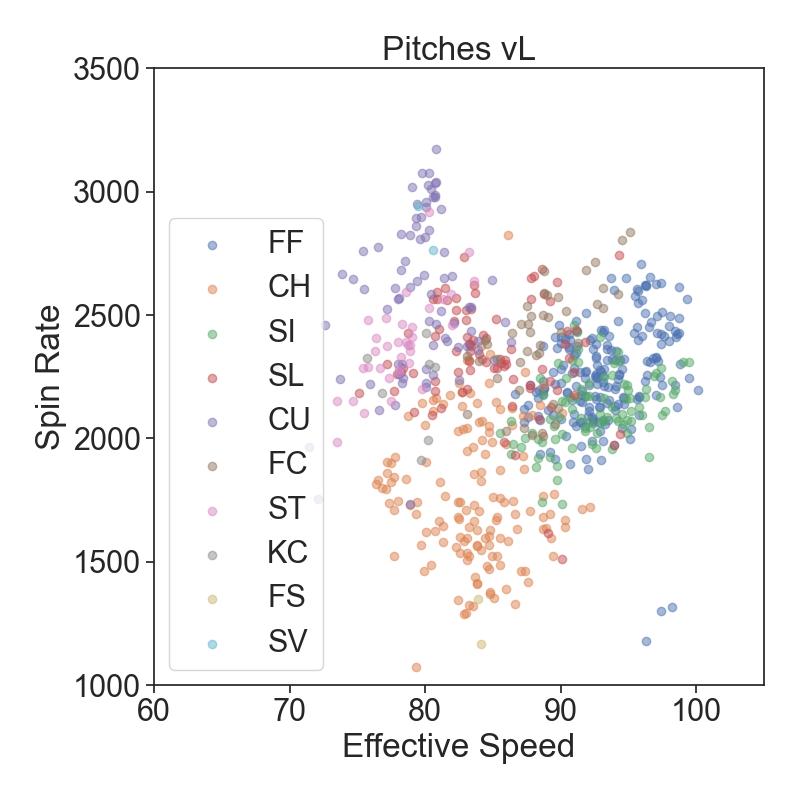 Pitches vL
3500
3000
2500
2000
1500
1000
Spin Rate
FF
CH
SI
SL
CU
FC
ST
KC
FS
SV
60 70 80 90 100
Effective Speed